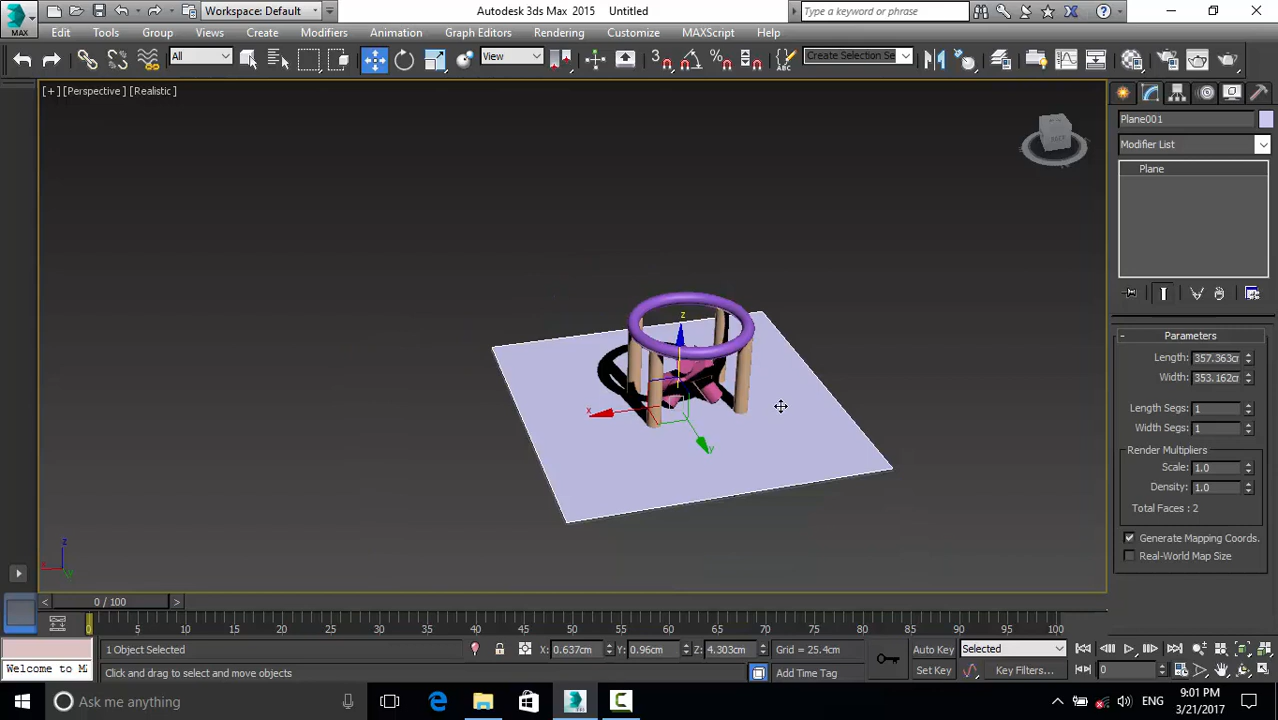 Workspace: Default
Autodesk 3ds Max 2015 Untitled
Type a keyword or phrase
MAX
Edit Tools Group Views Create Modifiers Animation Graph Editors Rendering Customize MAXScript Help
All
View
3
Create Selection Se
[+] [Perspective] [Realistic]
Plane001
Modifier List
Plane
z
x
y
z
x
y
- Parameters
Length: 357.363c
Width: 353.162c
Length Segs: 1
Width Segs: 1
Render Multipliers
Scale: 1.0
Density: 1.0
Total Faces : 2
Generate Mapping Coords.
Real-World Map Size
< 0 / 100 >
0 5 10 15 20 25 30 35 40 45 50 55 60 65 70 75 80 85 90 95 100
1 Object Selected
X: 0.637cm Y: 0.96cm Z: 4.303cm Grid = 25.4cm
Auto Key Selected
Welcome to M
Click and drag to select and move objects
Add Time Tag
Set Key Key Filters... 0
Ask me anything
ENG
9:01 PM
3/21/2017